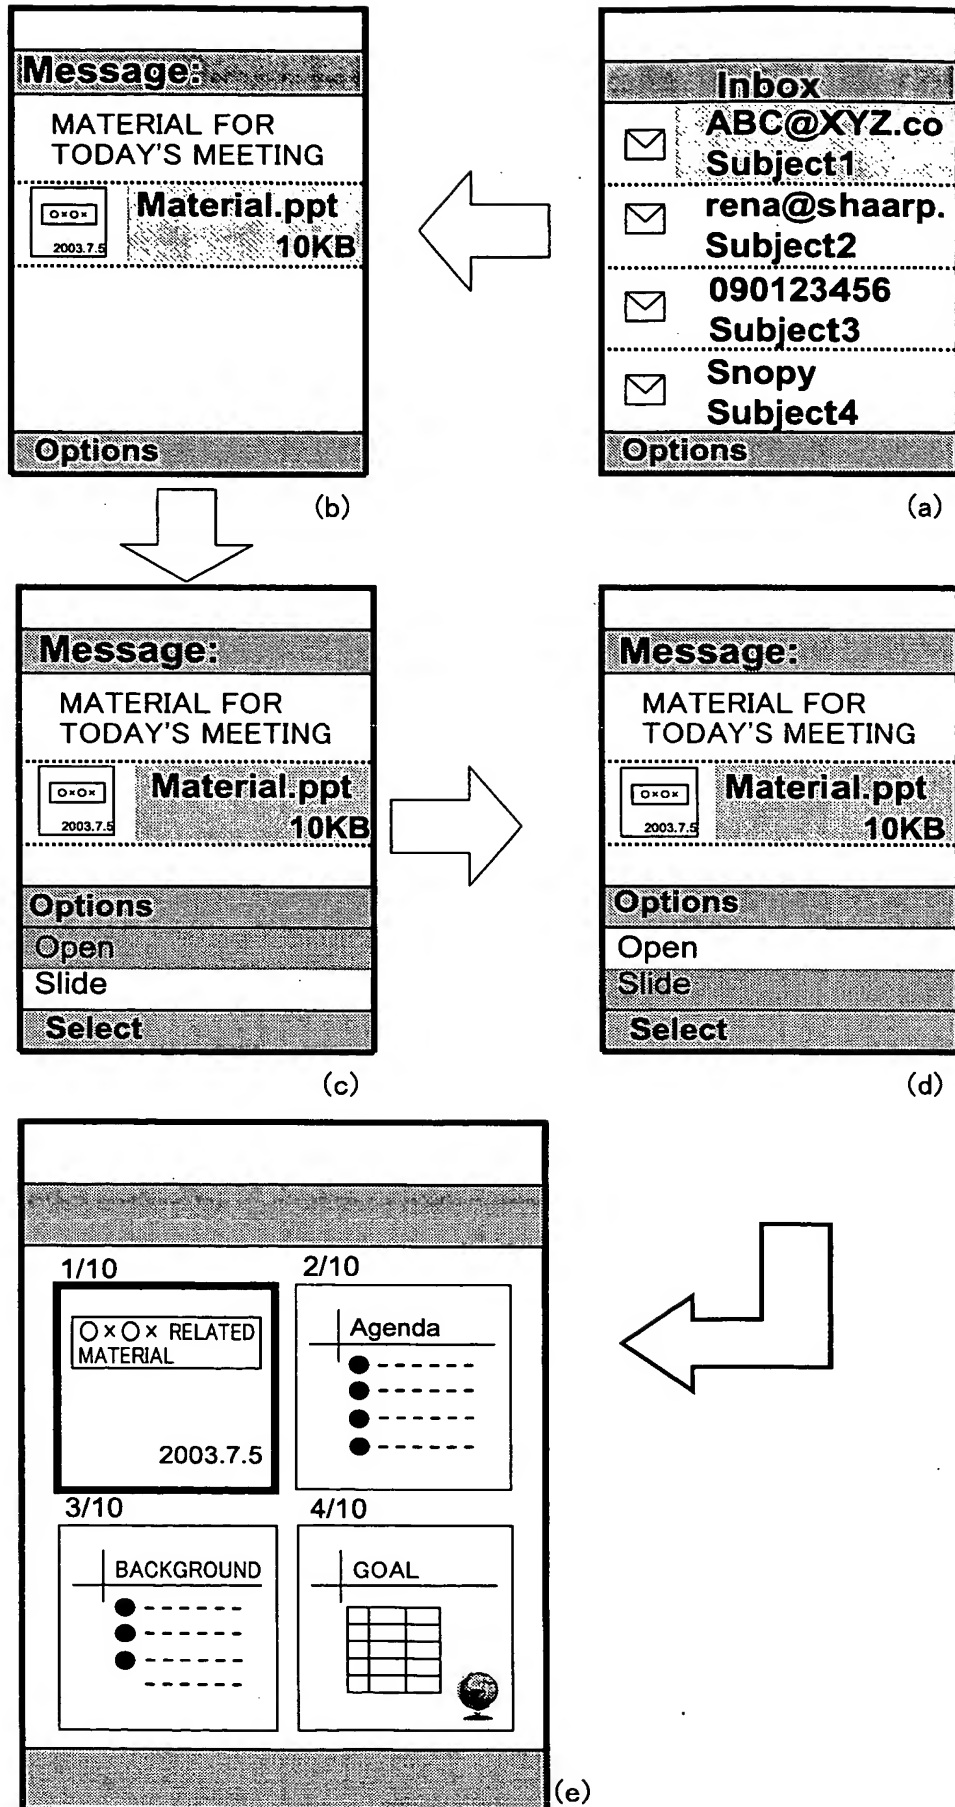 Message:
MATERIAL FOR
TODAY'S MEETING
○×○×
2003.7.5
Material.ppt
10KB
Options
(b)
Inbox
ABC@XYZ.co
Subject1
rena@shaarp.
Subject2
090123456
Subject3
Snopy
Subject4
Options
(a)
Message:
MATERIAL FOR
TODAY'S MEETING
○×○×
2003.7.5
Material.ppt
10KB
Options
Open
Slide
Select
(c)
Message:
MATERIAL FOR
TODAY'S MEETING
○×○×
2003.7.5
Material.ppt
10KB
Options
Open
Slide
Select
(d)
1/10
○×○× RELATED
MATERIAL
2003.7.5
2/10
Agenda
3/10
BACKGROUND
4/10
GOAL
(e)